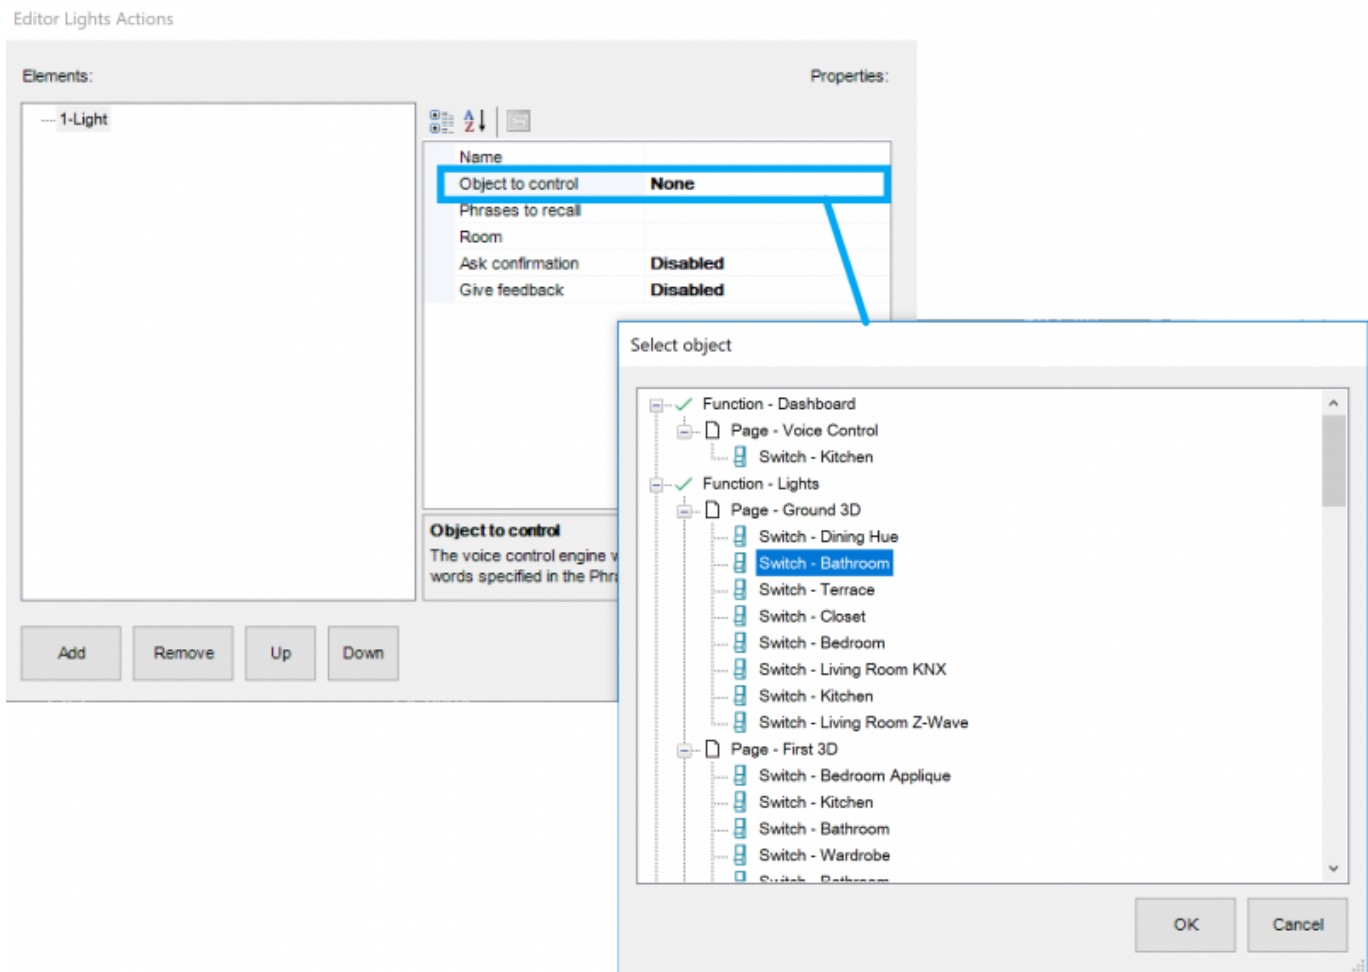 Editor Lights Actions
Elements:
Properties:
1-Light
Name
Object to control None
Phrases to recall
Room
Ask confirmation Disabled
Give feedback Disabled
Object to control
The voice control engine
words specified in the
Add Remove Up Down
Select object
Function - Dashboard
Page - Voice Control
Switch - Kitchen
Function - Lights
Page - Ground 3D
Switch - Dining Hue
Switch - Bathroom
Switch - Terrace
Switch - Closet
Switch - Bedroom
Switch - Living Room KNX
Switch - Kitchen
Switch - Living Room Z-Wave
Page - First 3D
Switch - Bedroom Applique
Switch - Kitchen
Switch - Bathroom
Switch - Wardrobe
Switch - Bathroom
OK Cancel